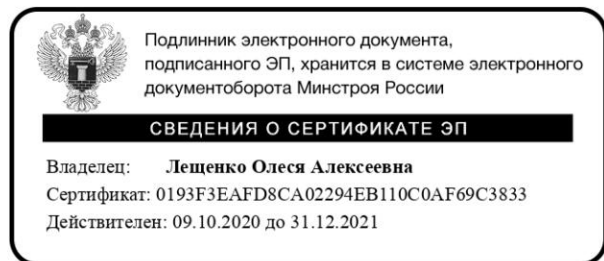 Подлинник электронного документа,
подписанного ЭП, хранится в системе электронного
документооборота Минстроя России
СВЕДЕНИЯ О СЕРТИФИКАТЕ ЭП
Владелец: Лещенко Олеся Алексеевна
Сертификат: 0193F3EAFD8CA02294EB110C0AF69C3833
Действителен: 09.10.2020 до 31.12.2021